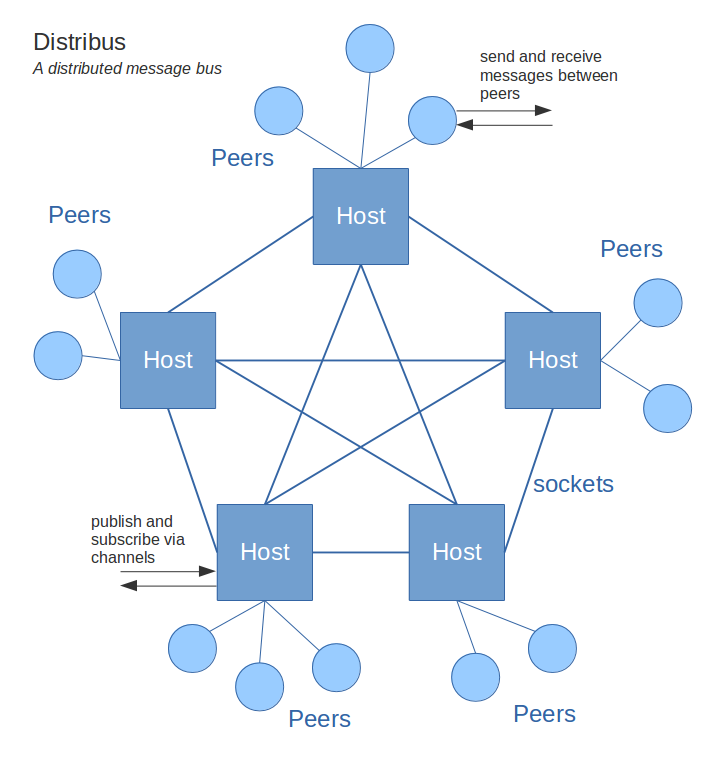 Distribus
A distributed message bus
send and receive
messages between
peers
Peers
Host
Peers
Peers
Host
Host
sockets
publish and
subscribe via
channels
Host
Host
Peers
Peers